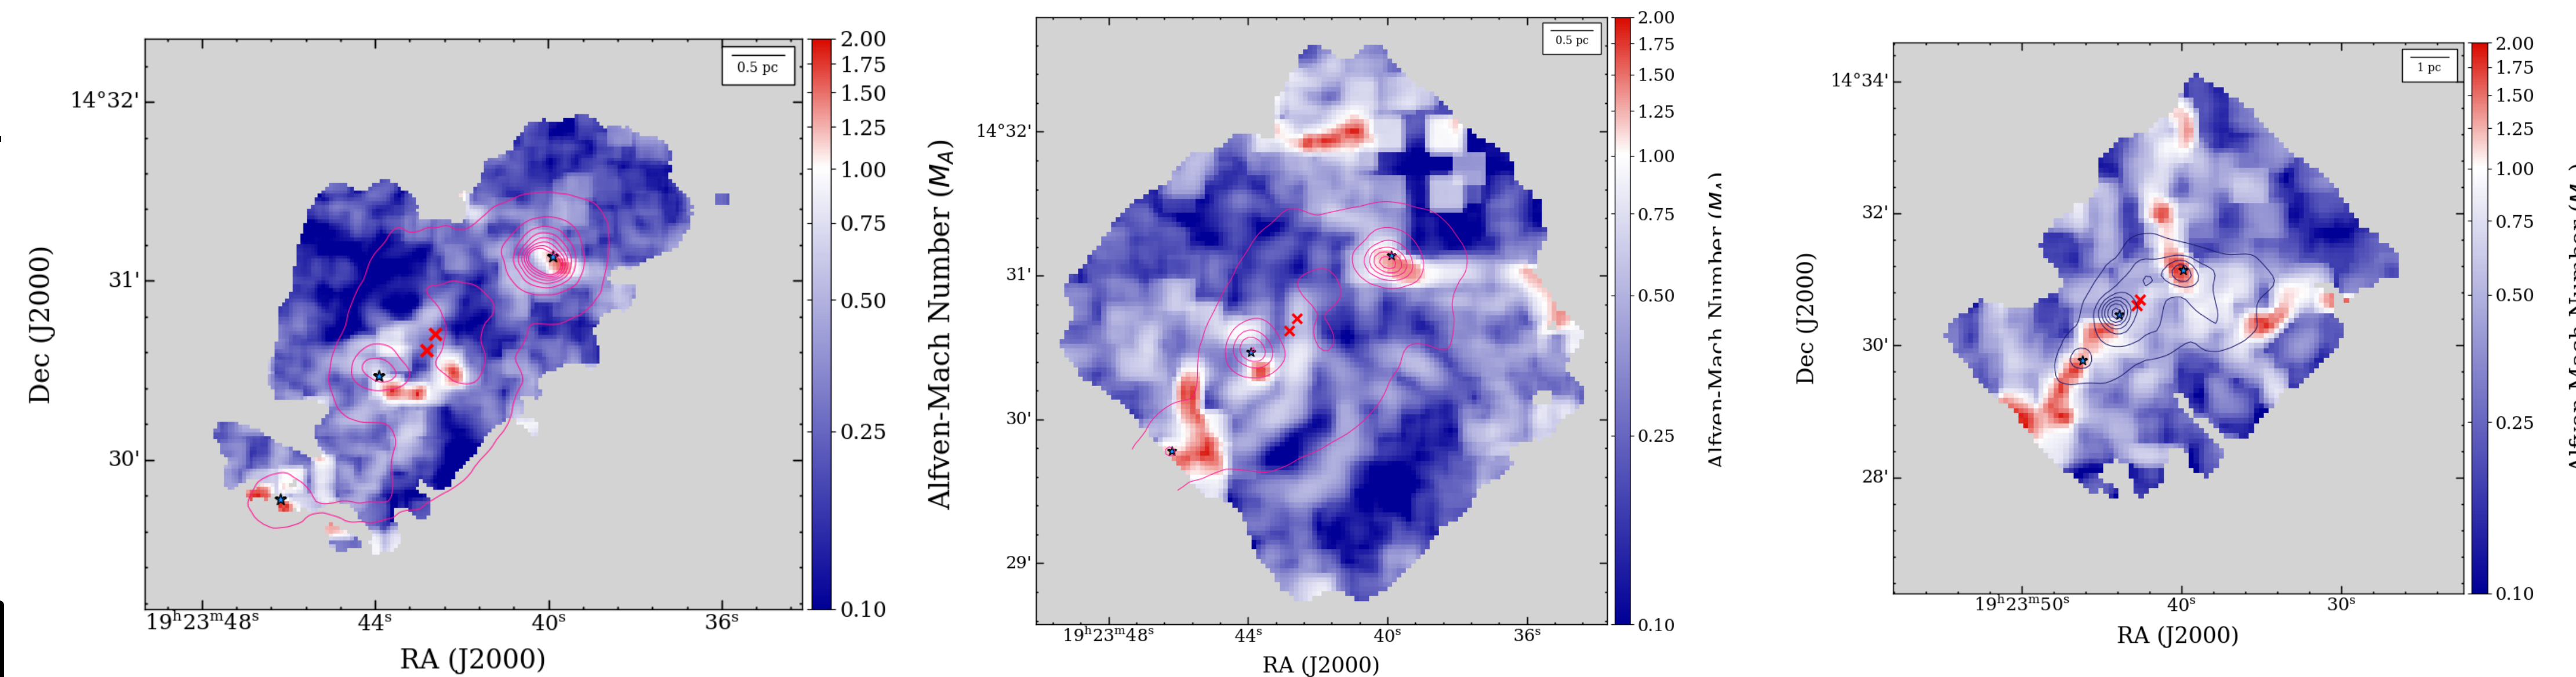 0.5 pc
14°32'
31'
30'
Dec (J2000)
19ʰ23ᵐ48ˢ
44ˢ
40ˢ
36ˢ
RA (J2000)
2.00
1.75
1.50
1.25
1.00
0.75
0.50
0.25
0.10
Alfven-Mach Number (M_A)
0.5 pc
14°32'
31'
30'
29'
19ʰ23ᵐ48ˢ
44ˢ
40ˢ
36ˢ
RA (J2000)
2.00
1.75
1.50
1.25
1.00
0.75
0.50
0.25
0.10
Alfven-Mach Number (M_A)
1 pc
14°34'
32'
30'
28'
Dec (J2000)
19ʰ23ᵐ50ˢ
40ˢ
30ˢ
RA (J2000)
2.00
1.75
1.50
1.25
1.00
0.75
0.50
0.25
0.10